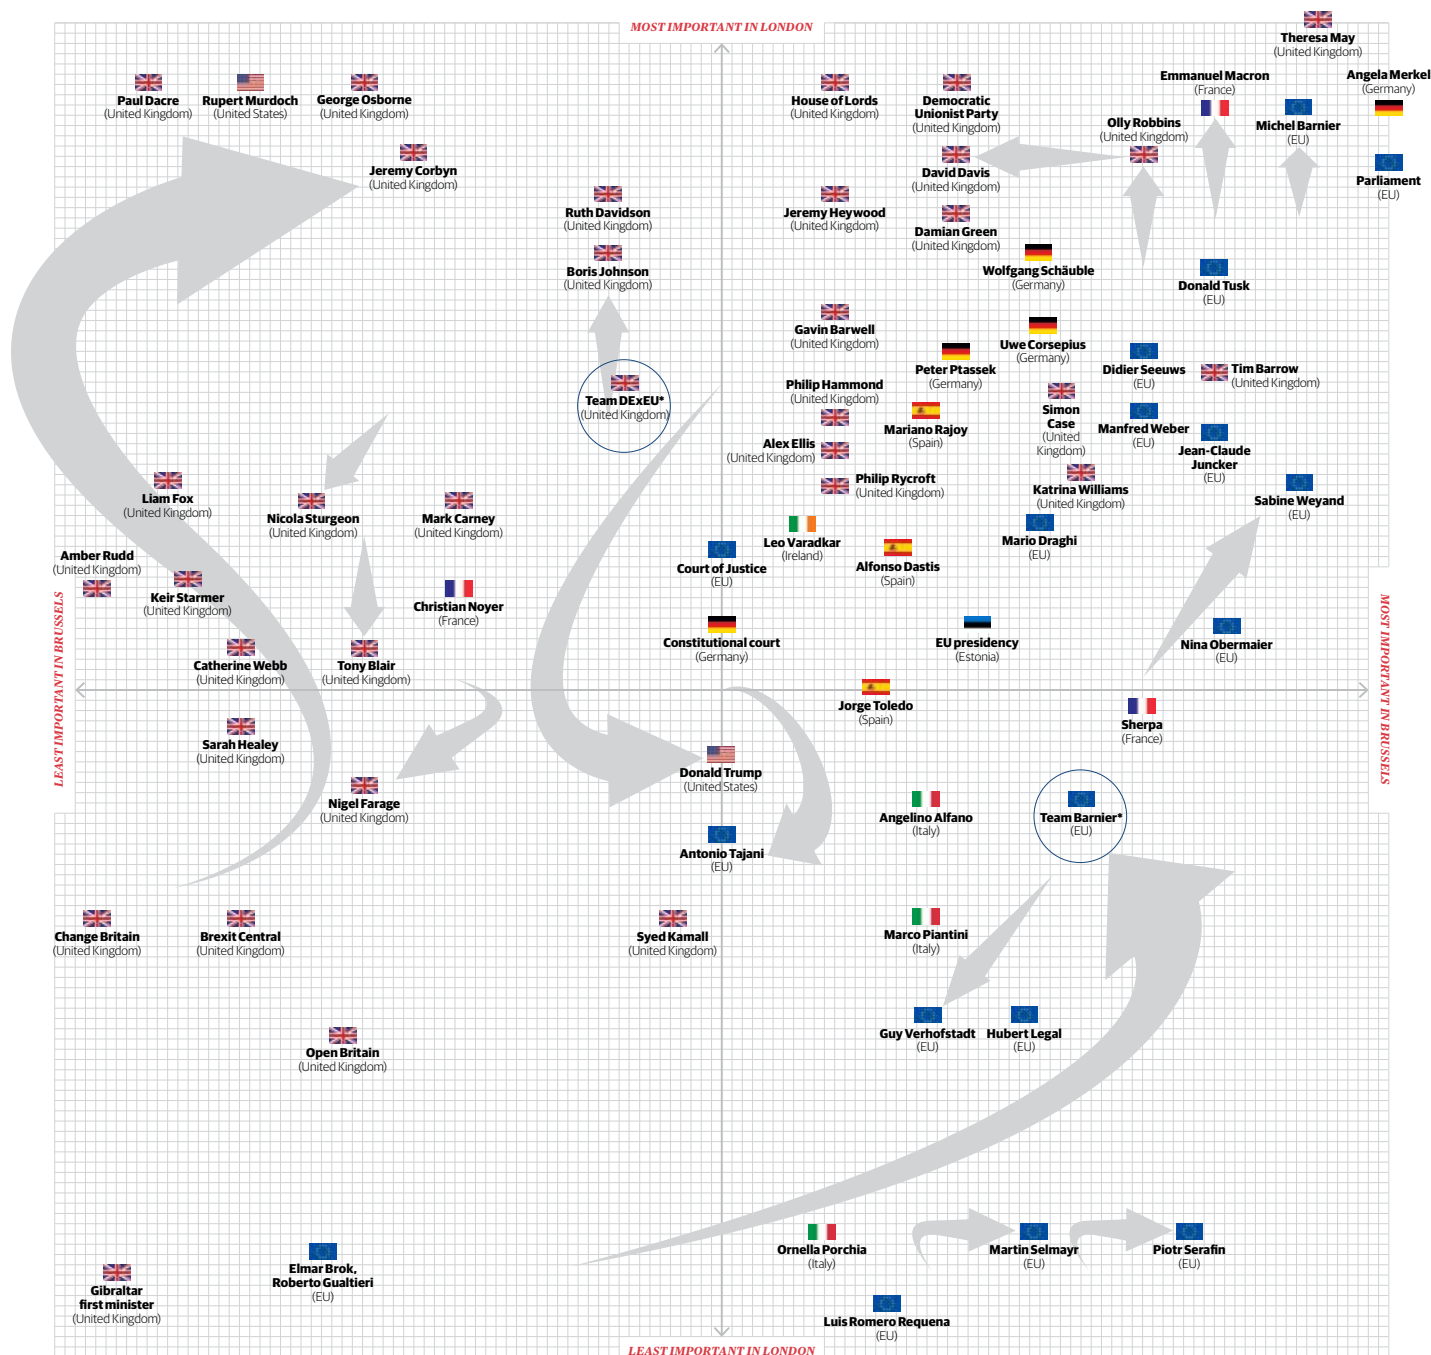 MOST IMPORTANT IN LONDON
Theresa May
(United Kingdom)
Paul Dacre
(United Kingdom)
Rupert Murdoch
(United States)
George Osborne
(United Kingdom)
House of Lords
(United Kingdom)
Democratic
Unionist Party
(United Kingdom)
Emmanuel Macron
(France)
Angela Merkel
(Germany)
Olly Robbins
(United Kingdom)
Michel Barnier
(EU)
Jeremy Corbyn
(United Kingdom)
David Davis
(United Kingdom)
Parliament
(EU)
Ruth Davidson
(United Kingdom)
Jeremy Heywood
(United Kingdom)
Damian Green
(United Kingdom)
Boris Johnson
(United Kingdom)
Wolfgang Schäuble
(Germany)
Donald Tusk
(EU)
Gavin Barwell
(United Kingdom)
Uwe Corsepius
(Germany)
Peter Ptassek
(Germany)
Didier Seeuws
(EU)
Tim Barrow
(United Kingdom)
Team DExEU*
(United Kingdom)
Philip Hammond
(United Kingdom)
Mariano Rajoy
(Spain)
Simon
Case
(United
Kingdom)
Manfred Weber
(EU)
Alex Ellis
(United Kingdom)
Jean-Claude
Juncker
(EU)
Philip Rycroft
(United Kingdom)
Katrina Williams
(United Kingdom)
Sabine Weyand
(EU)
Liam Fox
(United Kingdom)
Nicola Sturgeon
(United Kingdom)
Mark Carney
(United Kingdom)
Leo Varadkar
(Ireland)
Mario Draghi
(EU)
Amber Rudd
(United Kingdom)
Court of Justice
(EU)
Alfonso Dastis
(Spain)
Keir Starmer
(United Kingdom)
Christian Noyer
(France)
LEAST IMPORTANT IN BRUSSELS
MOST IMPORTANT IN BRUSSELS
Catherine Webb
(United Kingdom)
Tony Blair
(United Kingdom)
Constitutional court
(Germany)
EU presidency
(Estonia)
Nina Obermaier
(EU)
Jorge Toledo
(Spain)
Sherpa
(France)
Sarah Healey
(United Kingdom)
Donald Trump
(United States)
Nigel Farage
(United Kingdom)
Angelino Alfano
(Italy)
Team Barnier*
(EU)
Antonio Tajani
(EU)
Change Britain
(United Kingdom)
Brexit Central
(United Kingdom)
Syed Kamall
(United Kingdom)
Marco Piantini
(Italy)
Guy Verhofstadt
(EU)
Hubert Legal
(EU)
Open Britain
(United Kingdom)
Ornella Porchia
(Italy)
Martin Selmayr
(EU)
Piotr Serafin
(EU)
Elmar Brok,
Roberto Gualtieri
(EU)
Gibraltar
first minister
(United Kingdom)
Luis Romero Requena
(EU)
LEAST IMPORTANT IN LONDON